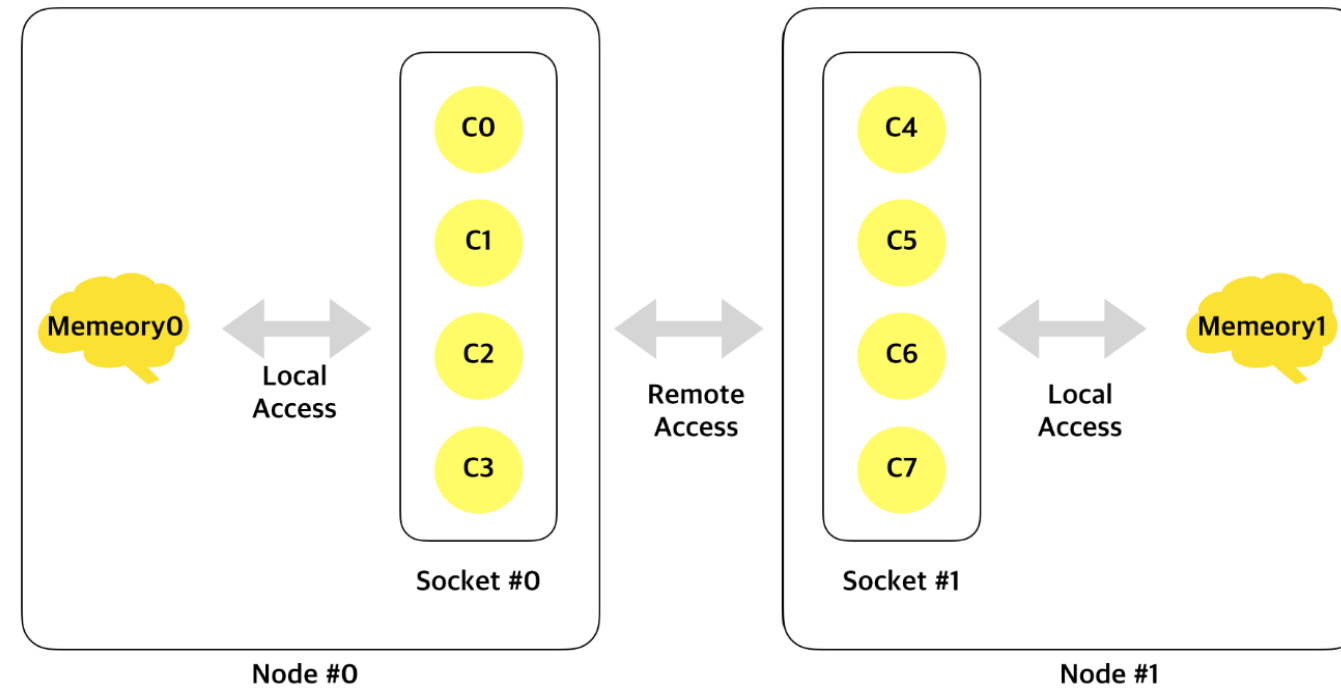 C0
C1
C2
C3
Memeory0
Local
Access
Socket #0
Node #0
Remote
Access
C4
C5
C6
C7
Local
Access
Memeory1
Socket #1
Node #1